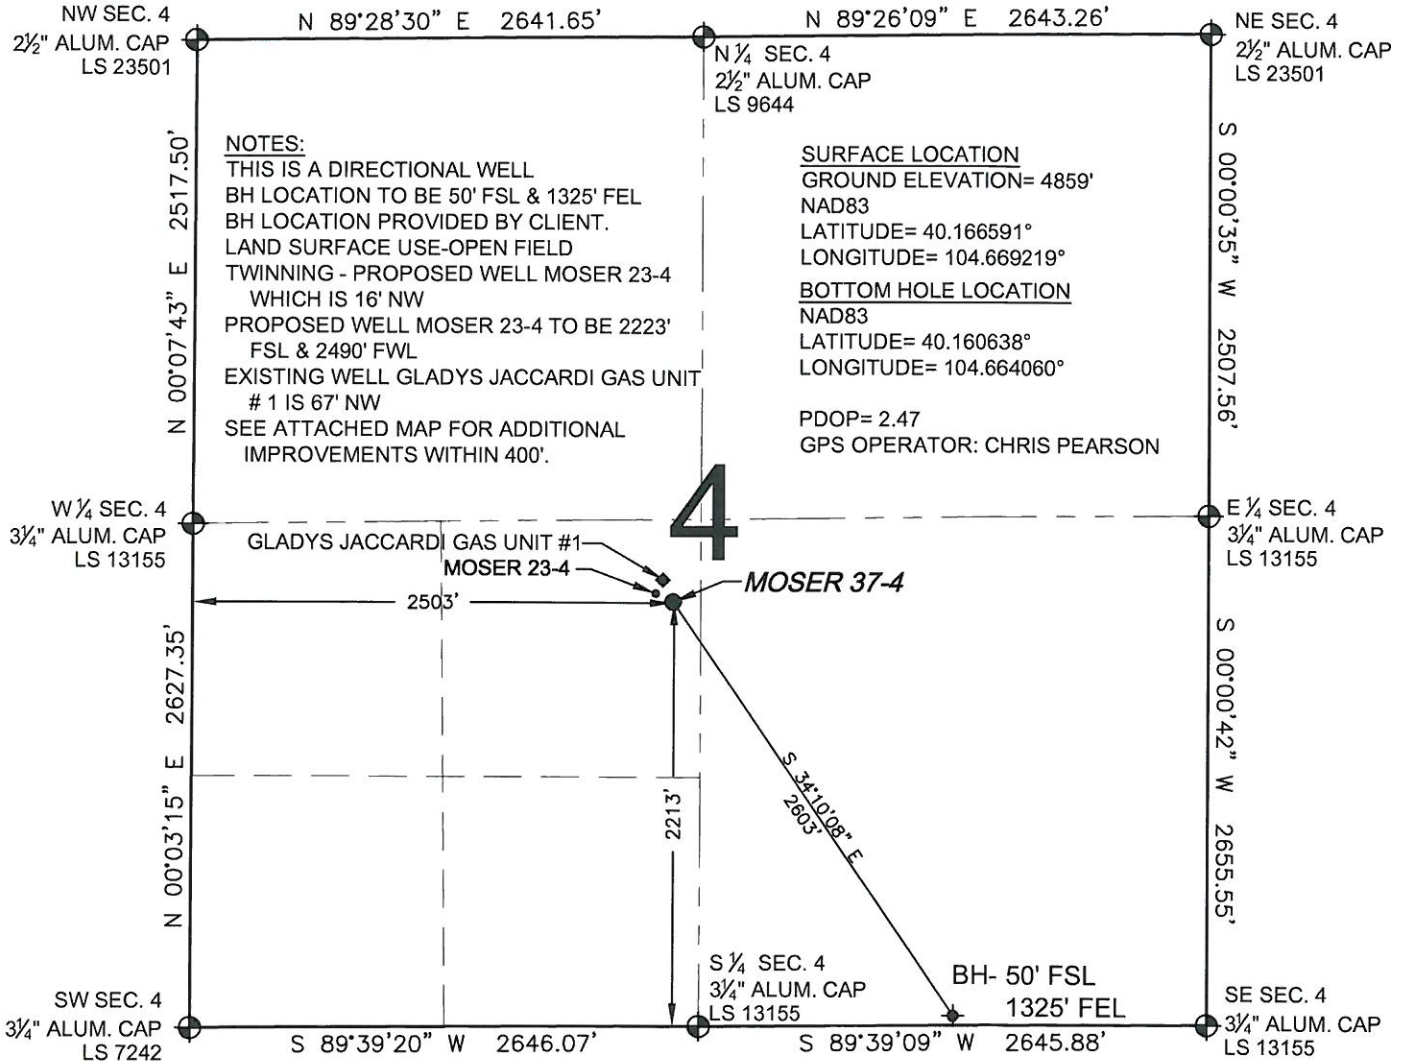 NW SEC. 4
2½" ALUM. CAP
LS 23501
N 89°28'30" E 2641.65'
N 89°26'09" E 2643.26'
NE SEC. 4
2½" ALUM. CAP
LS 23501
N ¼ SEC. 4
2½" ALUM. CAP
LS 9644
N 00°07'43" E 2517.50'
NOTES:
THIS IS A DIRECTIONAL WELL
BH LOCATION TO BE 50' FSL & 1325' FEL
BH LOCATION PROVIDED BY CLIENT.
LAND SURFACE USE-OPEN FIELD
TWINNING - PROPOSED WELL MOSER 23-4
WHICH IS 16' NW
PROPOSED WELL MOSER 23-4 TO BE 2223'
FSL & 2490' FWL
EXISTING WELL GLADYS JACCARDI GAS UNIT
# 1 IS 67' NW
SEE ATTACHED MAP FOR ADDITIONAL
IMPROVEMENTS WITHIN 400'.
SURFACE LOCATION
GROUND ELEVATION= 4859'
NAD83
LATITUDE= 40.166591°
LONGITUDE= 104.669219°
BOTTOM HOLE LOCATION
NAD83
LATITUDE= 40.160638°
LONGITUDE= 104.664060°
PDOP= 2.47
GPS OPERATOR: CHRIS PEARSON
S 00°00'35" W 2507.56'
4
W ¼ SEC. 4
3¼" ALUM. CAP
LS 13155
E ¼ SEC. 4
3¼" ALUM. CAP
LS 13155
GLADYS JACCARDI GAS UNIT #1
MOSER 23-4
MOSER 37-4
2503'
N 00°03'15" E 2627.35'
2213'
S 34°10'08" E
2603'
S 00°00'42" W 2655.55'
SW SEC. 4
3¼" ALUM. CAP
LS 7242
S 89°39'20" W 2646.07'
S ¼ SEC. 4
3¼" ALUM. CAP
LS 13155
BH- 50' FSL
1325' FEL
S 89°39'09" W 2645.88'
SE SEC. 4
3¼" ALUM. CAP
LS 13155